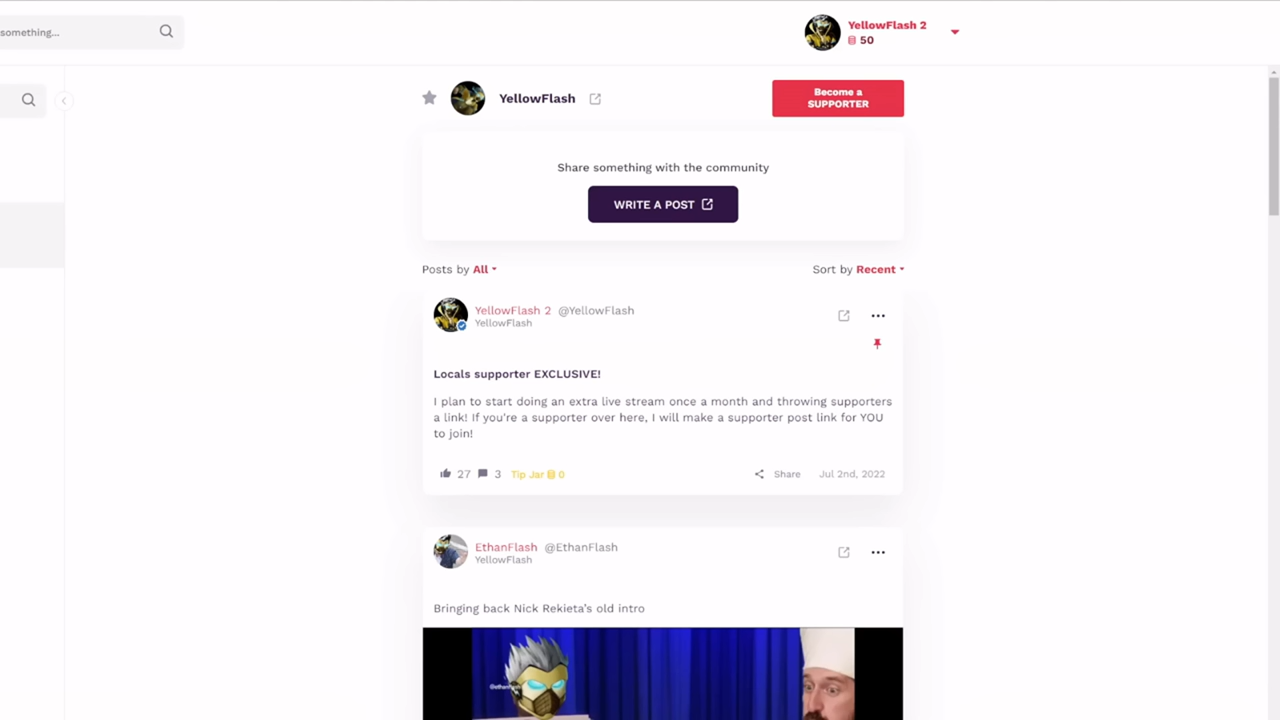 something...
YellowFlash 2
50
YellowFlash
Become a
SUPPORTER
Share something with the community
WRITE A POST
Posts by All
Sort by Recent
YellowFlash 2 @YellowFlash
YellowFlash
Locals supporter EXCLUSIVE!
I plan to start doing an extra live stream once a month and throwing supporters
a link! If you're a supporter over here, I will make a supporter post link for YOU
to join!
27 3 Tip Jar 0 Share Jul 2nd, 2022
EthanFlash @EthanFlash
YellowFlash
Bringing back Nick Rekieta's old intro